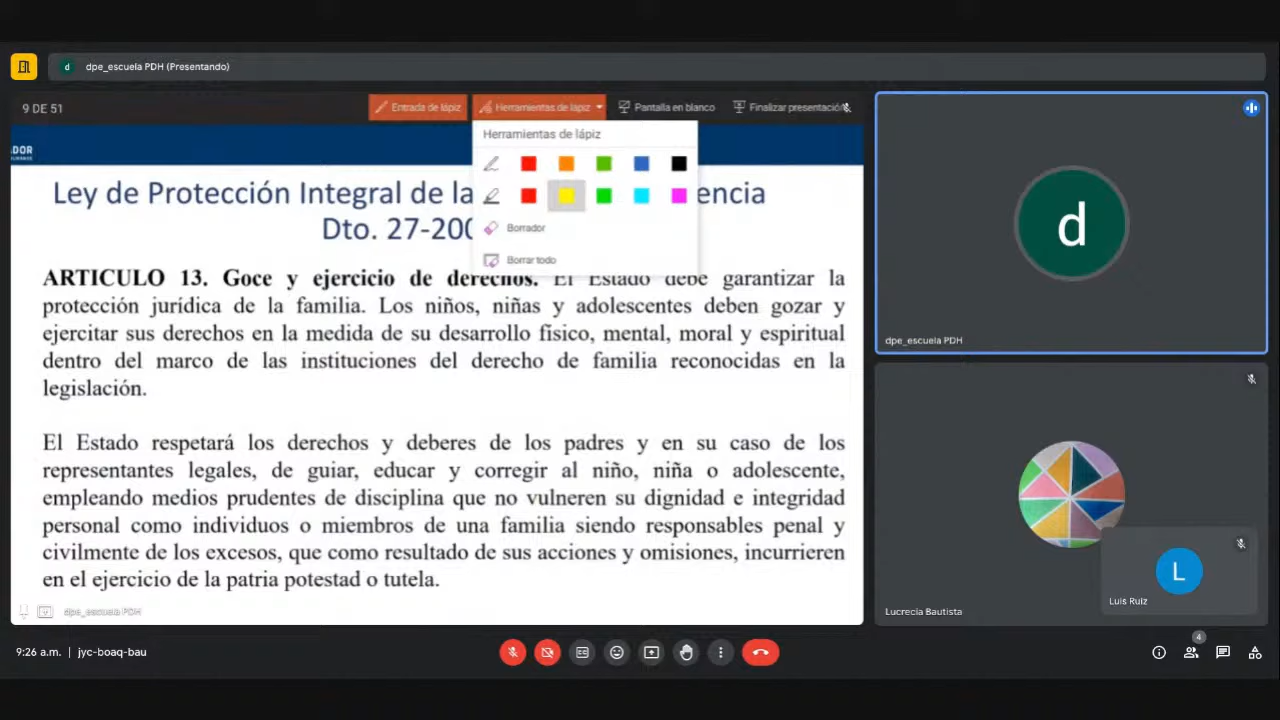 dpe_escuela PDH (Presentando)
9 DE 51
Entrada de lápiz
Herramientas de lápiz
Pantalla en blanco
Finalizar presentación
Herramientas de lápiz
Borrador
Borrar todo
Ley de Protección Integral de la
Dto. 27-200
ARTICULO 13. Goce y ejercicio de derechos. El Estado debe garantizar la
protección jurídica de la familia. Los niños, niñas y adolescentes deben gozar y
ejercitar sus derechos en la medida de su desarrollo físico, mental, moral y espiritual
dentro del marco de las instituciones del derecho de familia reconocidas en la
legislación.
El Estado respetará los derechos y deberes de los padres y en su caso de los
representantes legales, de guiar, educar y corregir al niño, niña o adolescente,
empleando medios prudentes de disciplina que no vulneren su dignidad e integridad
personal como individuos o miembros de una familia siendo responsables penal y
civilmente de los excesos, que como resultado de sus acciones y omisiones, incurrieren
en el ejercicio de la patria potestad o tutela.
dpe_escuela PDH
d
dpe_escuela PDH
Lucrecia Bautista
L
Luis Ruiz
9:26 a.m. | jyc-boaq-bau
4